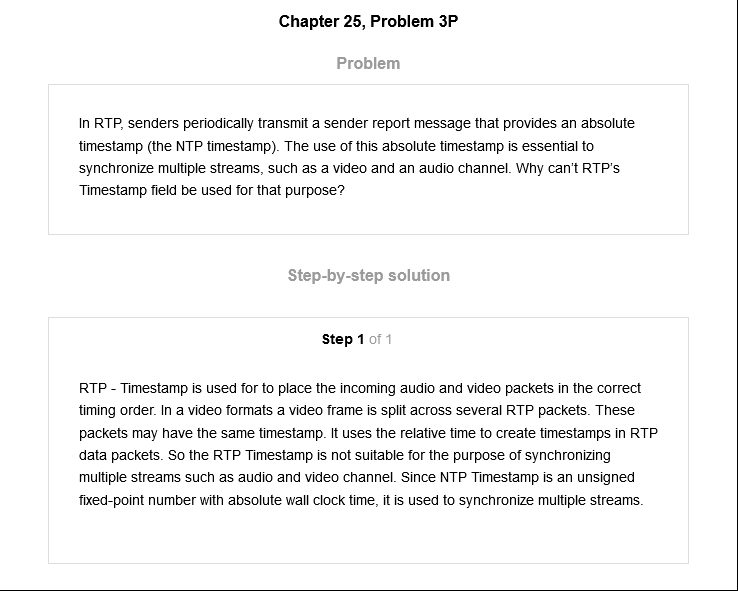 Chapter 25, Problem 3P
Problem
In RTP, senders periodically transmit a sender report message that provides an absolute
timestamp (the NTP timestamp). The use of this absolute timestamp is essential to
synchronize multiple streams, such as a video and an audio channel. Why can't RTP's
Timestamp field be used for that purpose?
Step-by-step solution
Step 1 of 1
RTP - Timestamp is used for to place the incoming audio and video packets in the correct
timing order. In a video formats a video frame is split across several RTP packets. These
packets may have the same timestamp. It uses the relative time to create timestamps in RTP
data packets. So the RTP Timestamp is not suitable for the purpose of synchronizing
multiple streams such as audio and video channel. Since NTP Timestamp is an unsigned
fixed-point number with absolute wall clock time, it is used to synchronize multiple streams.